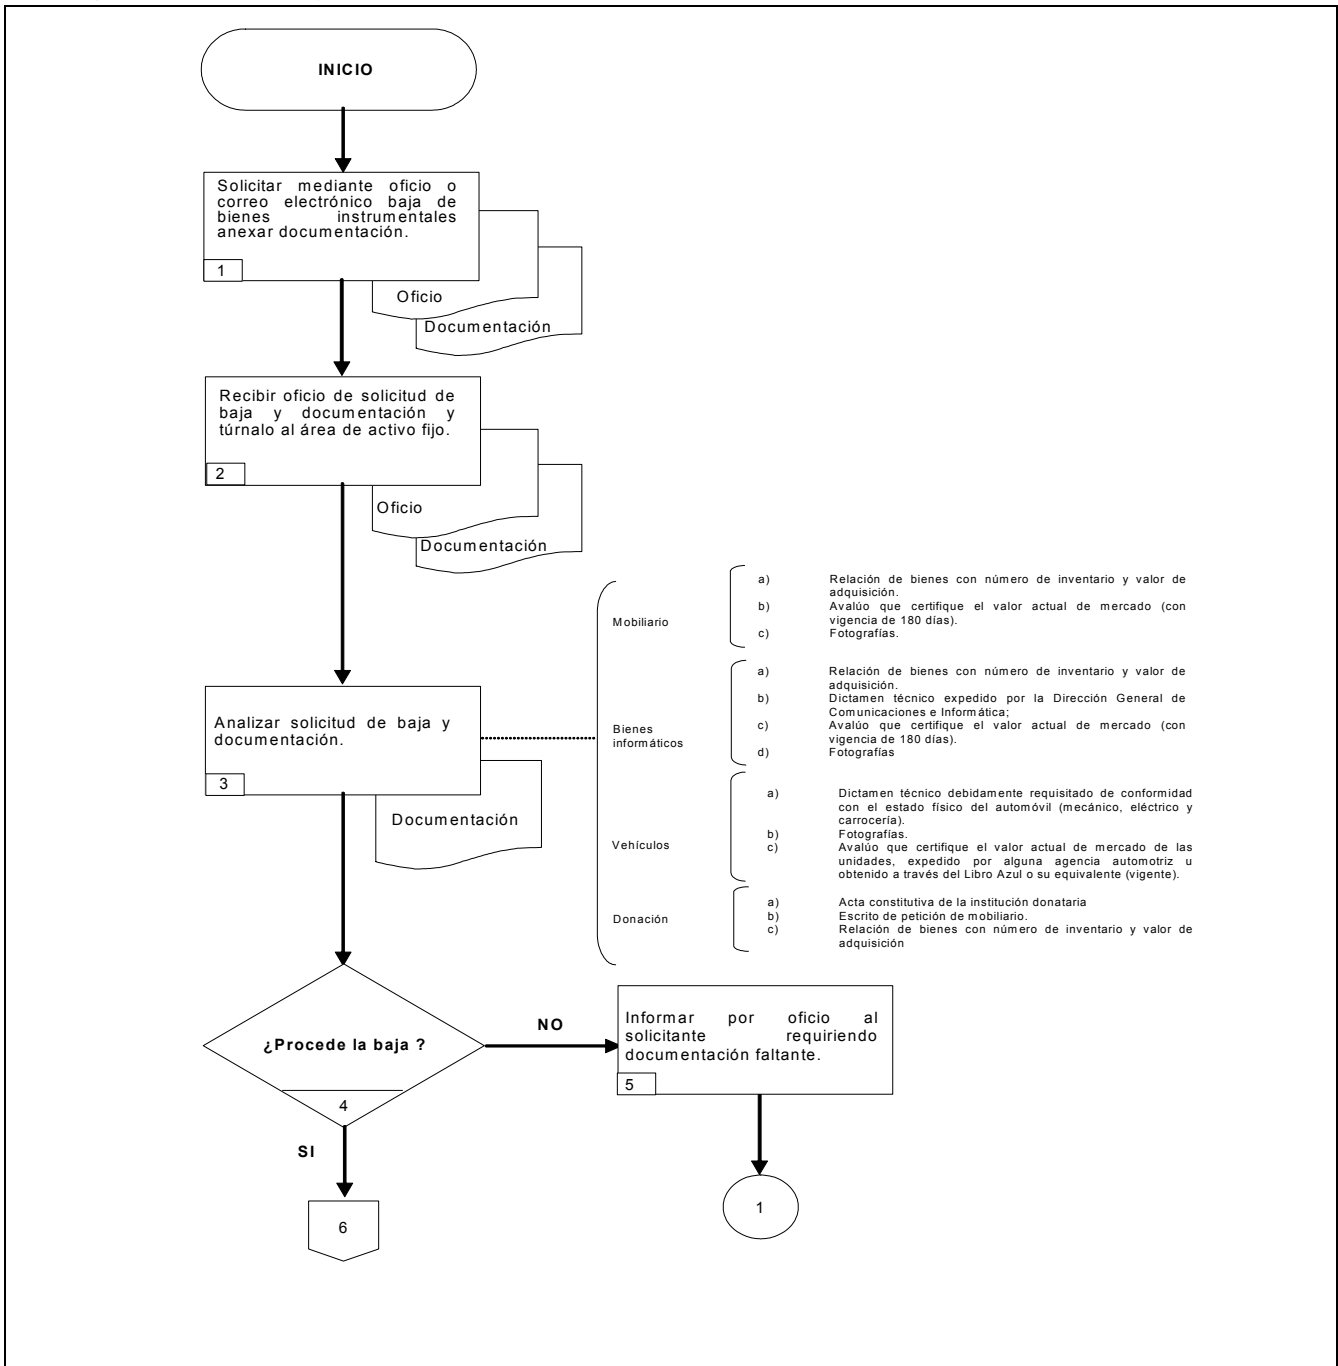 INICIO
Solicitar mediante oficio o
correo electrónico baja de
bienes instrumentales
anexar documentación.
1
Oficio
Documentación
Recibir oficio de solicitud de
baja y documentación y
túrnalo al área de activo fijo.
2
Oficio
Documentación
Analizar solicitud de baja y
documentación.
3
Documentación
Mobiliario
a) Relación de bienes con número de inventario y valor de
adquisición.
b) Avalúo que certifique el valor actual de mercado (con
vigencia de 180 días).
c) Fotografías.
Bienes
informáticos
a) Relación de bienes con número de inventario y valor de
adquisición.
b) Dictamen técnico expedido por la Dirección General de
Comunicaciones e Informática;
c) Avalúo que certifique el valor actual de mercado (con
vigencia de 180 días).
d) Fotografías
Vehículos
a) Dictamen técnico debidamente requisitado de conformidad
con el estado físico del automóvil (mecánico, eléctrico y
carrocería).
b) Fotografías.
c) Avalúo que certifique el valor actual de mercado de las
unidades, expedido por alguna agencia automotriz u
obtenido a través del Libro Azul o su equivalente (vigente).
Donación
a) Acta constitutiva de la institución donataria
b) Escrito de petición de mobiliario.
c) Relación de bienes con número de inventario y valor de
adquisición
¿Procede la baja ?
4
NO
Informar por oficio al
solicitante requiriendo
documentación faltante.
5
SI
6
1